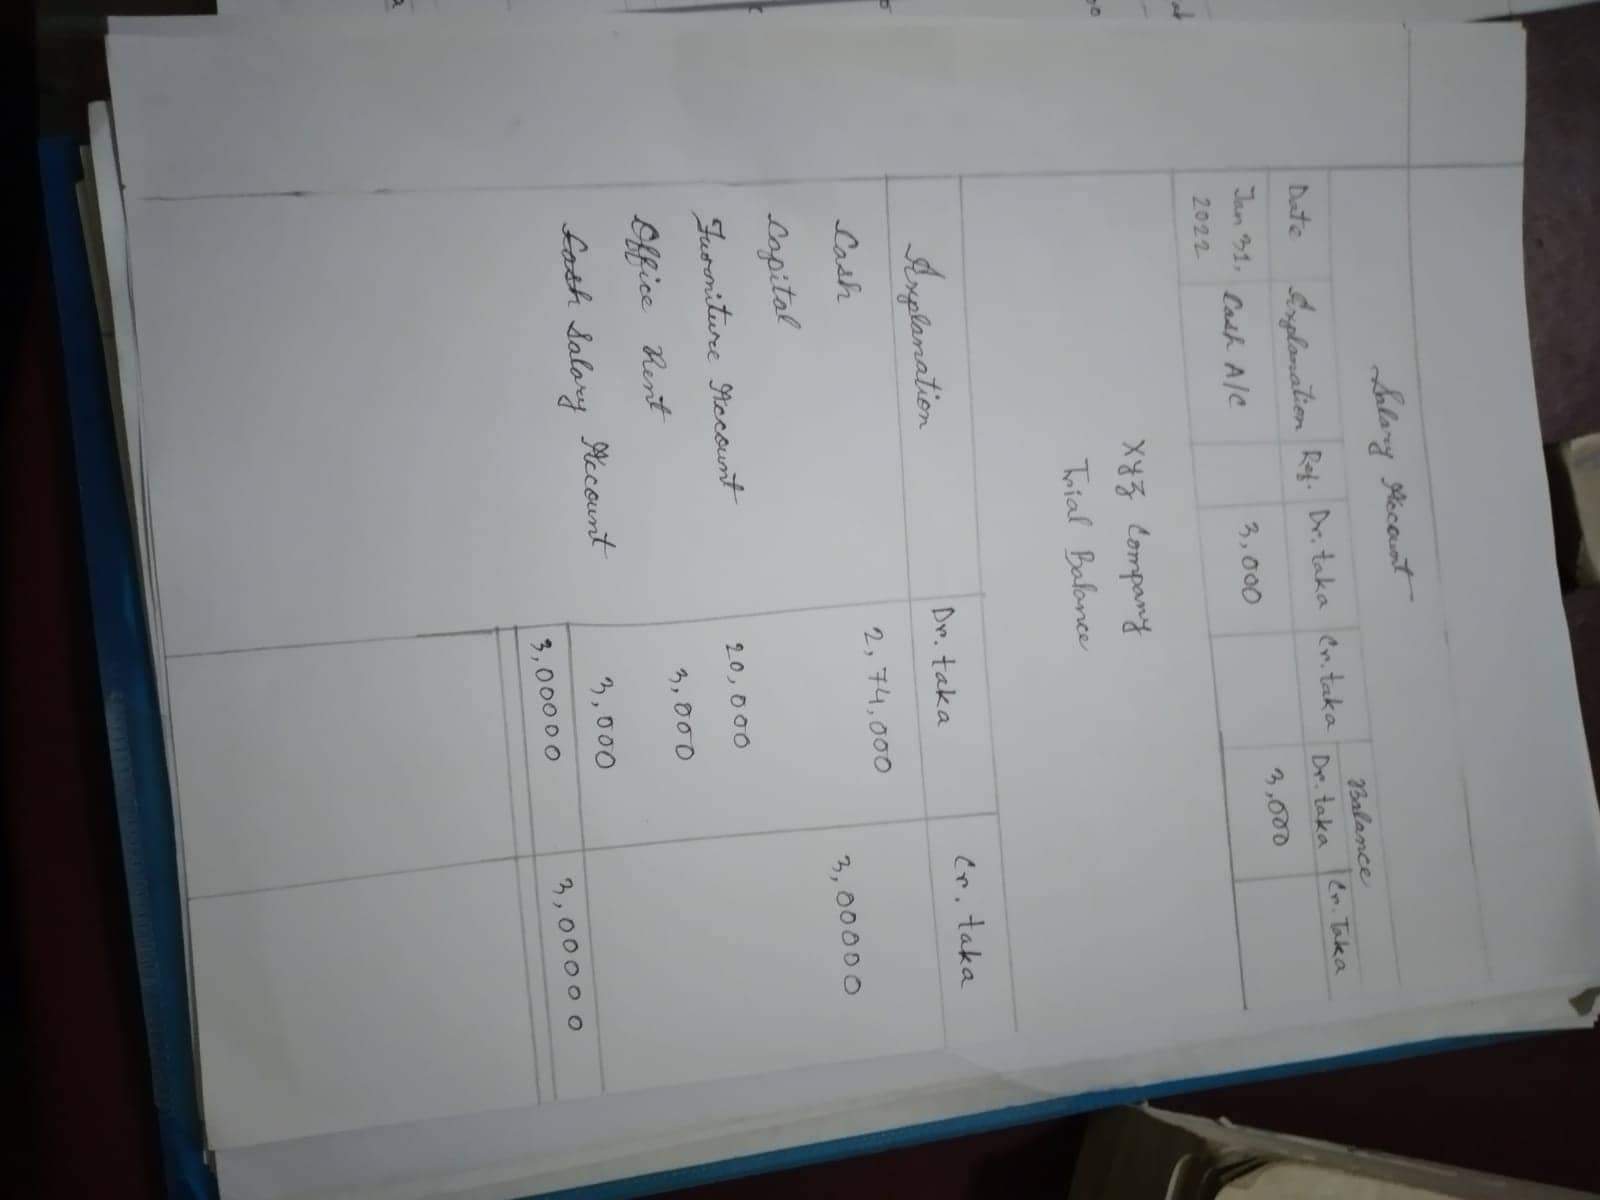 Salary Account
Balance
Date Explanation Ref. Dr. taka Cr. taka Dr. taka Cr. Taka
Jan 31, 2022 Cash A/C 3,000 3,000
XYZ Company
Trial Balance
Explanation Dr. taka Cr. taka
Cash 2,74,000
Capital 3,00000
Furniture Account 20,000
Office Rent 3,000
Cash Salary Account 3,000
3,00000 3,00000